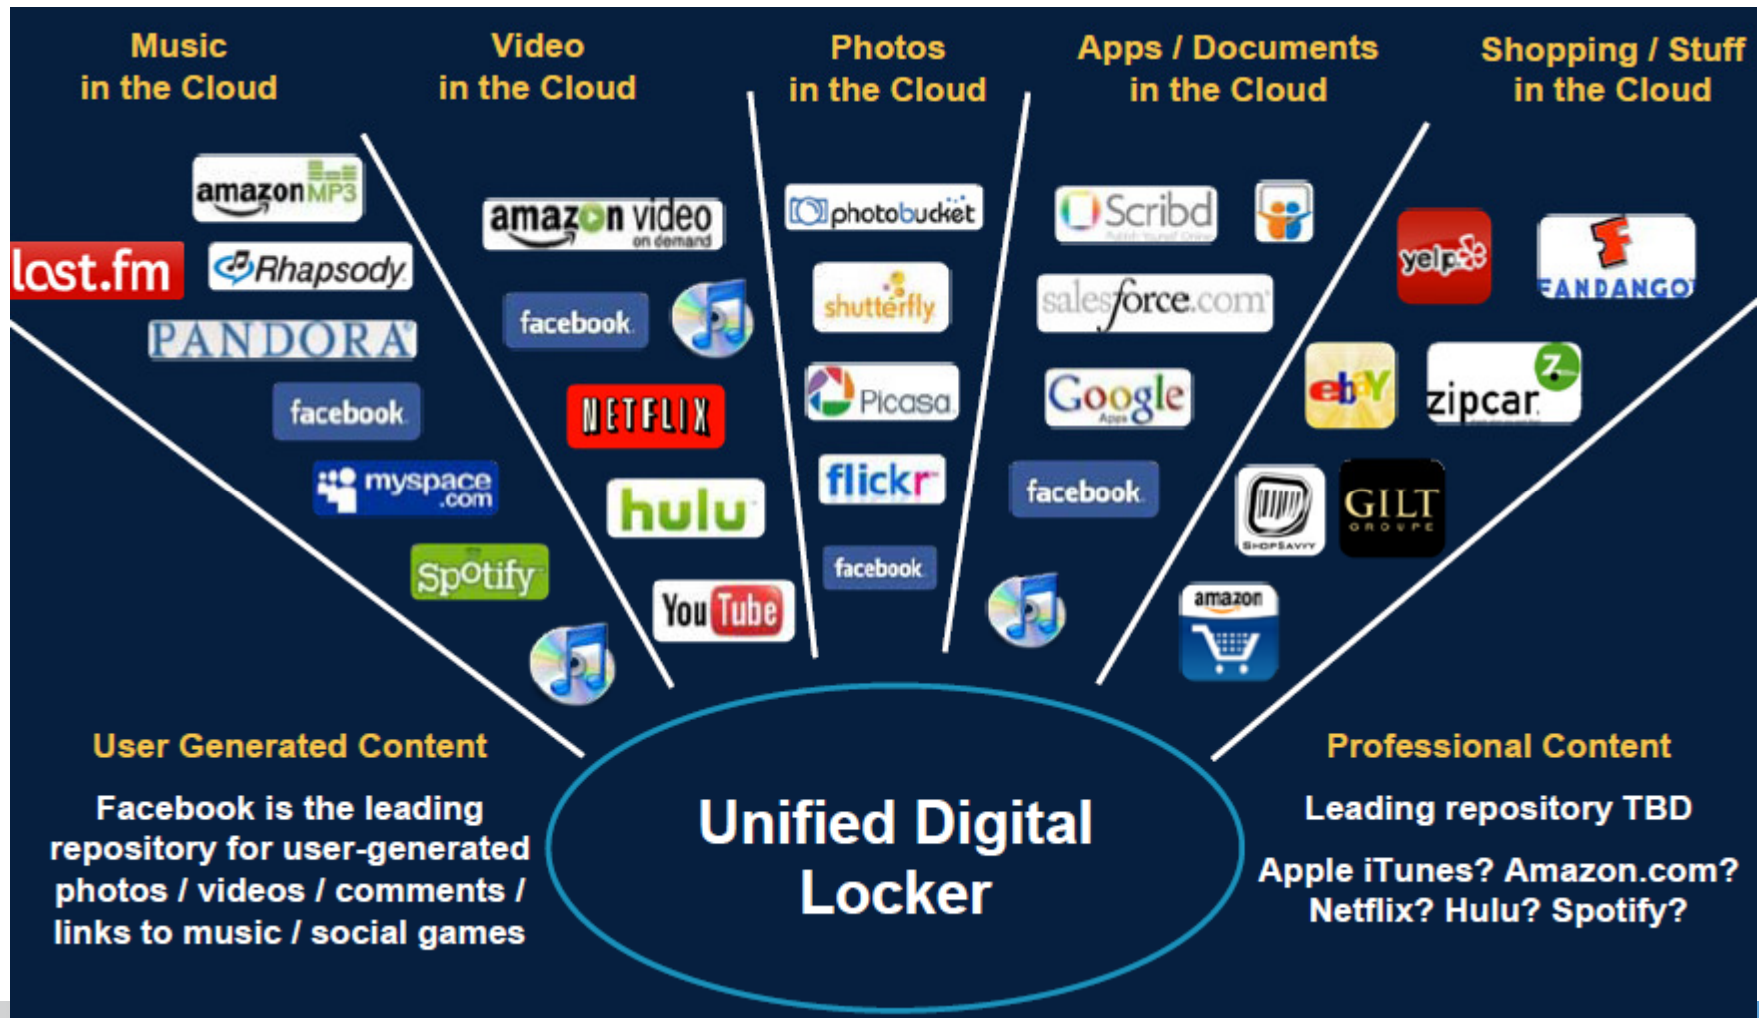 Music
in the Cloud
Video
in the Cloud
Photos
in the Cloud
Apps / Documents
in the Cloud
Shopping / Stuff
in the Cloud
amazonMP3
last.fm
Rhapsody
PANDORA
facebook
myspace
.com
Spotify
amazon video
on demand
facebook
NETFLIX
hulu
YouTube
photobucket
shutterfly
Picasa
flickr
facebook
Scribd
salesforce.com
Google
Apps
facebook
yelp
FANDANGO
ebay
zipcar
SHOPSAVVY
GILT
GROUPE
amazon
User Generated Content
Facebook is the leading
repository for user-generated
photos / videos / comments /
links to music / social games
Unified Digital
Locker
Professional Content
Leading repository TBD
Apple iTunes? Amazon.com?
Netflix? Hulu? Spotify?